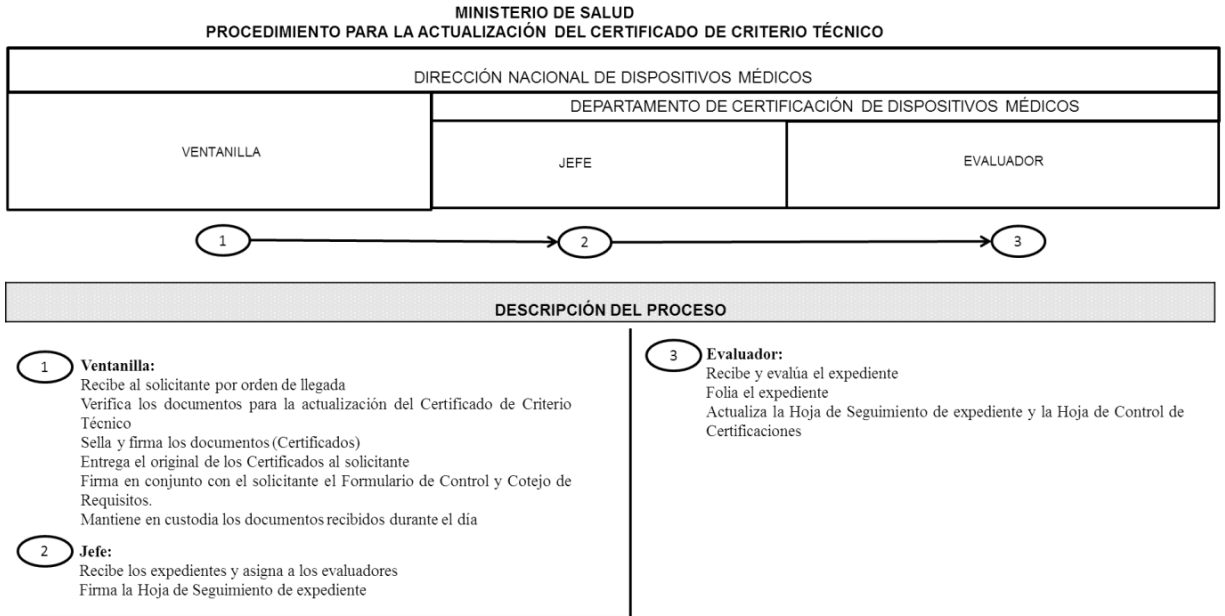 MINISTERIO DE SALUD
PROCEDIMIENTO PARA LA ACTUALIZACIÓN DEL CERTIFICADO DE CRITERIO TÉCNICO
DIRECCIÓN NACIONAL DE DISPOSITIVOS MÉDICOS
DEPARTAMENTO DE CERTIFICACIÓN DE DISPOSITIVOS MÉDICOS
VENTANILLA
JEFE
EVALUADOR
1
2
3
DESCRIPCIÓN DEL PROCESO
1
Ventanilla:
Recibe al solicitante por orden de llegada
Verifica los documentos para la actualización del Certificado de Criterio
Técnico
Sella y firma los documentos (Certificados)
Entrega el original de los Certificados al solicitante
Firma en conjunto con el solicitante el Formulario de Control y Cotejo de
Requisitos.
Mantiene en custodia los documentos recibidos durante el día
2
Jefe:
Recibe los expedientes y asigna a los evaluadores
Firma la Hoja de Seguimiento de expediente
3
Evaluador:
Recibe y evalúa el expediente
Folia el expediente
Actualiza la Hoja de Seguimiento de expediente y la Hoja de Control de
Certificaciones